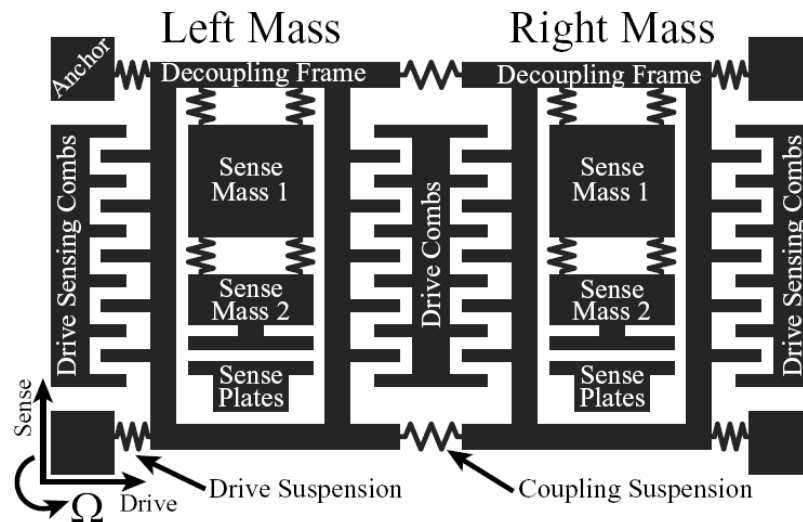 Left Mass
Right Mass
Anchor
Decoupling Frame
Decoupling Frame
Drive Sensing Combs
Sense
Mass 1
Drive Combs
Sense
Mass 1
Drive Sensing Combs
Sense
Mass 2
Sense
Mass 2
Sense
Plates
Sense
Plates
Sense
Ω
Drive
Drive Suspension
Coupling Suspension